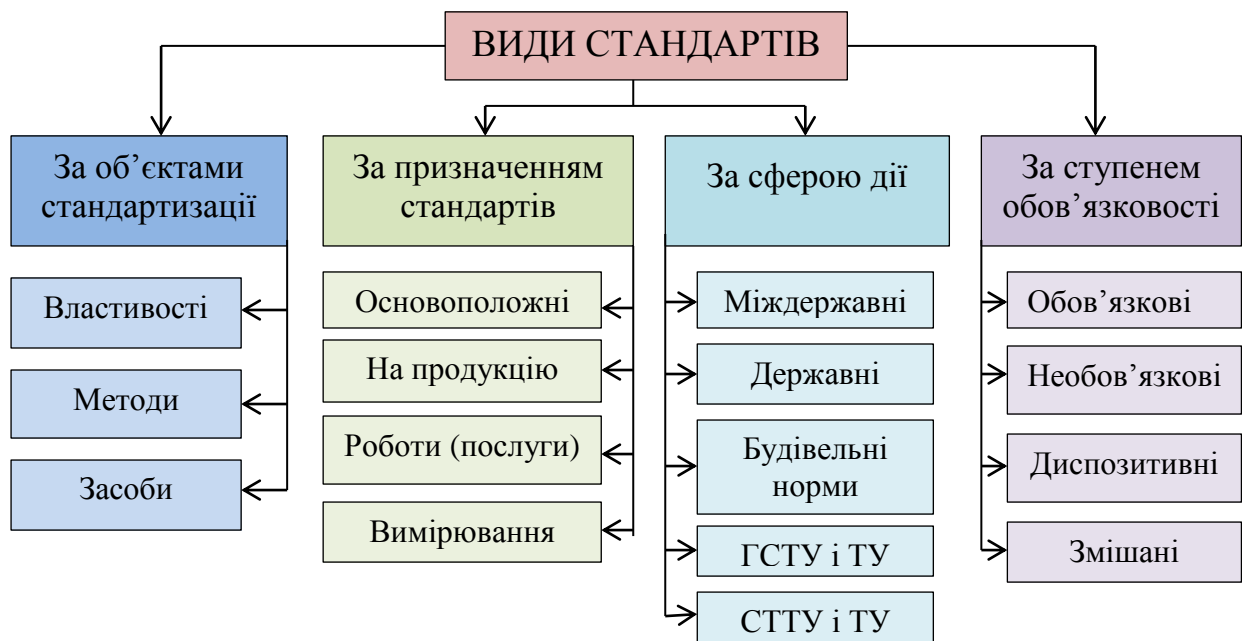 ВИДИ СТАНДАРТІВ
За об’єктами
стандартизації
Властивості
Методи
Засоби
За призначенням
стандартів
Основоположні
На продукцію
Роботи (послуги)
Вимірювання
За сферою дії
Міждержавні
Державні
Будівельні
норми
ГСТУ і ТУ
СТТУ і ТУ
За ступенем
обов’язковості
Обов’язкові
Необов’язкові
Диспозитивні
Змішані